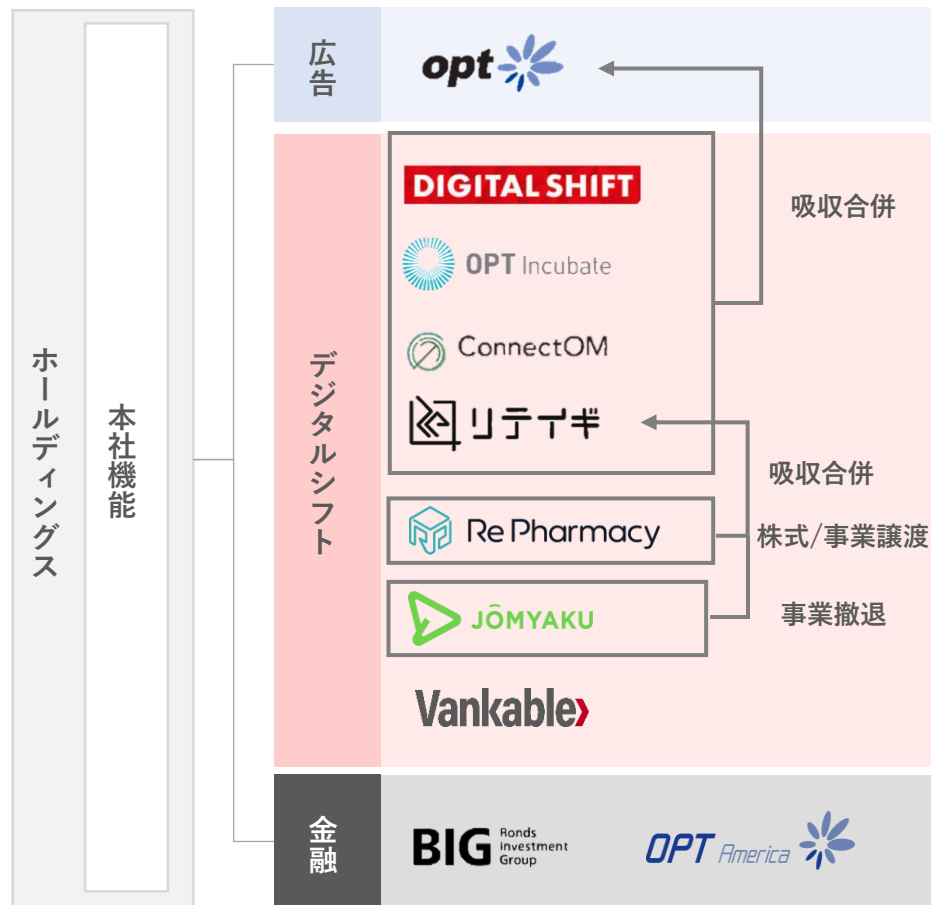 ホールディングス
本社機能
広告
opt
デジタルシフト
DIGITAL SHIFT
OPT Incubate
ConnectOM
リテイギ
Re Pharmacy
JŌMYAKU
Vankable
吸収合併
吸収合併
株式/事業譲渡
事業撤退
金融
BIG
Bonds
Investment
Group
OPT America